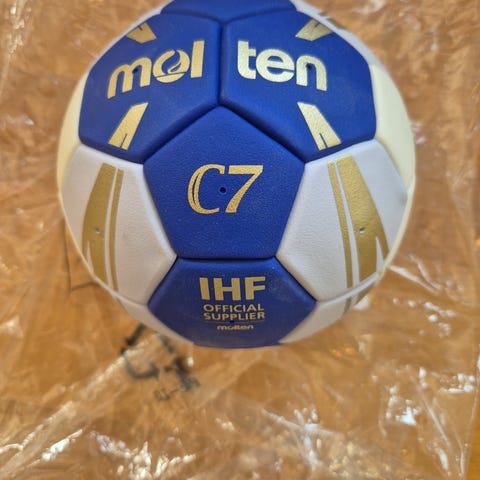 molten
C7
IHF
OFFICIAL
SUPPLIER
molten